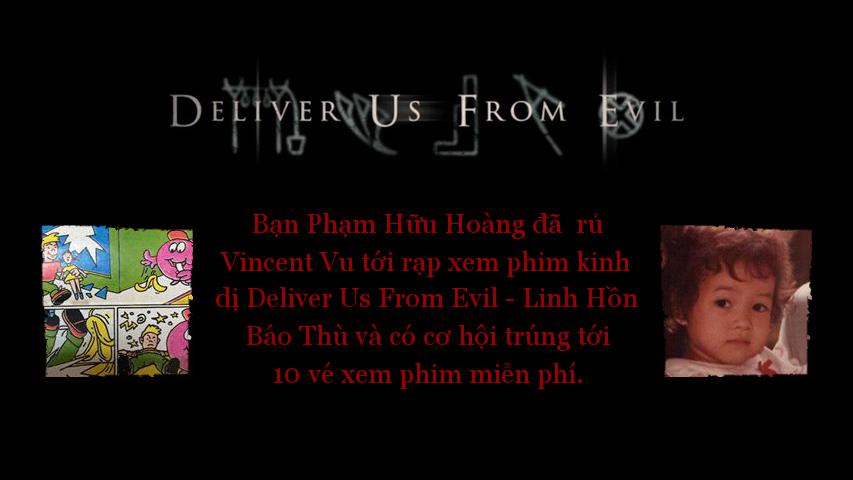 DELIVER US FROM EVIL
Bạn Phạm Hữu Hoàng đã rủ
Vincent Vu tới rạp xem phim kinh
dị Deliver Us From Evil - Linh Hồn
Báo Thù và có cơ hội trúng tới
10 vé xem phim miễn phí.